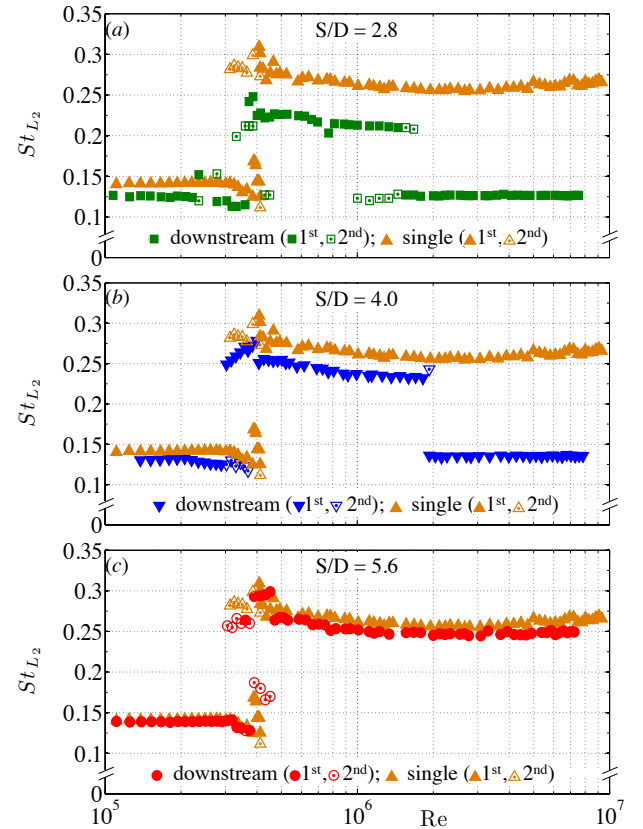 (a) S/D = 2.8
0.35
0.3
0.25
0.2
0.15
0.1
0
St_{L_2}
downstream (1st, 2nd); single (1st, 2nd)
(b) S/D = 4.0
0.35
0.3
0.25
0.2
0.15
0.1
0
St_{L_2}
downstream (1st, 2nd); single (1st, 2nd)
(c) S/D = 5.6
0.35
0.3
0.25
0.2
0.15
0.1
0
St_{L_2}
downstream (1st, 2nd); single (1st, 2nd)
10^5 10^6 Re 10^7